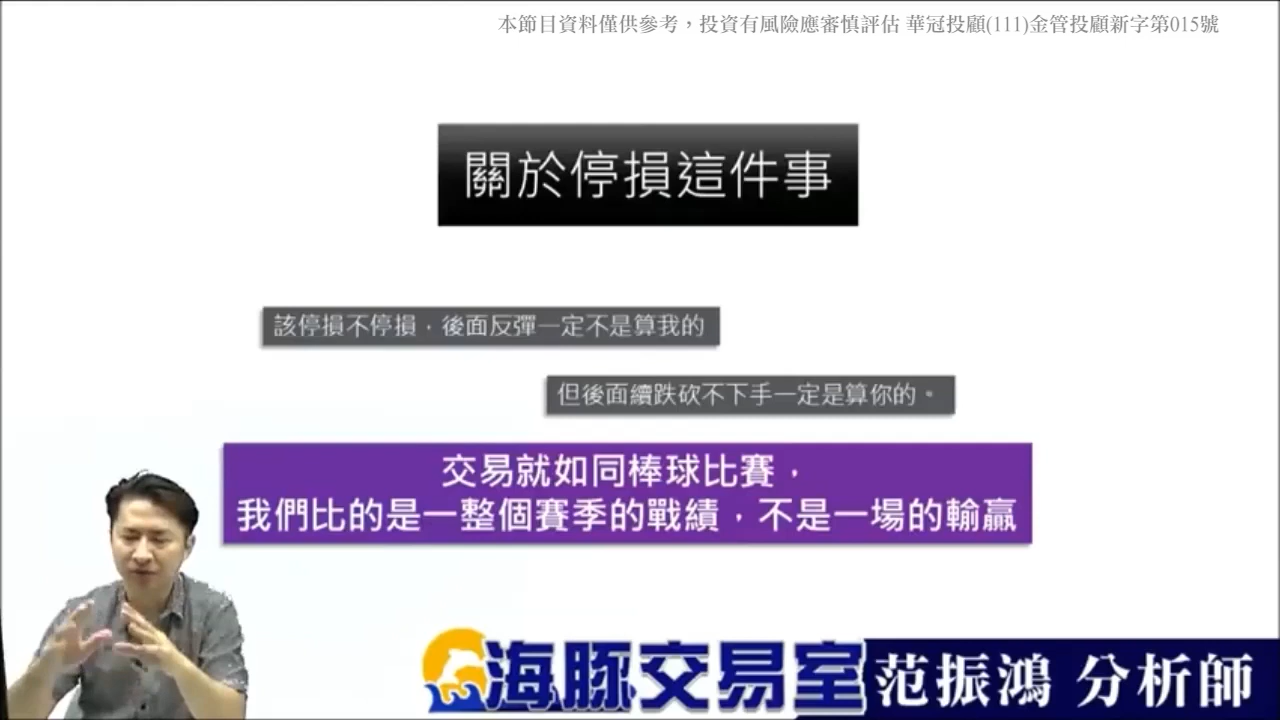 本節目資料僅供參考，投資有風險應審慎評估 華冠投顧(111)金管投顧新字第015號
關於停損這件事
該停損不停損，後面反彈一定不是算我的
但後面續跌砍不下手一定是算你的。
交易就如同棒球比賽，
我們比的是一整個賽季的戰績，不是一場的輸贏
海豚交易室 范振鴻 分析師